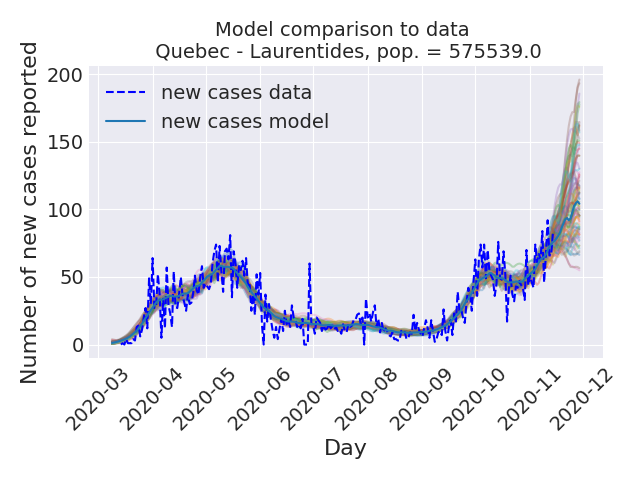 Model comparison to data
Quebec - Laurentides, pop. = 575539.0
new cases data
new cases model
Number of new cases reported
200
150
100
50
0
2020-03
2020-04
2020-05
2020-06
2020-07
2020-08
2020-09
2020-10
2020-11
2020-12
Day